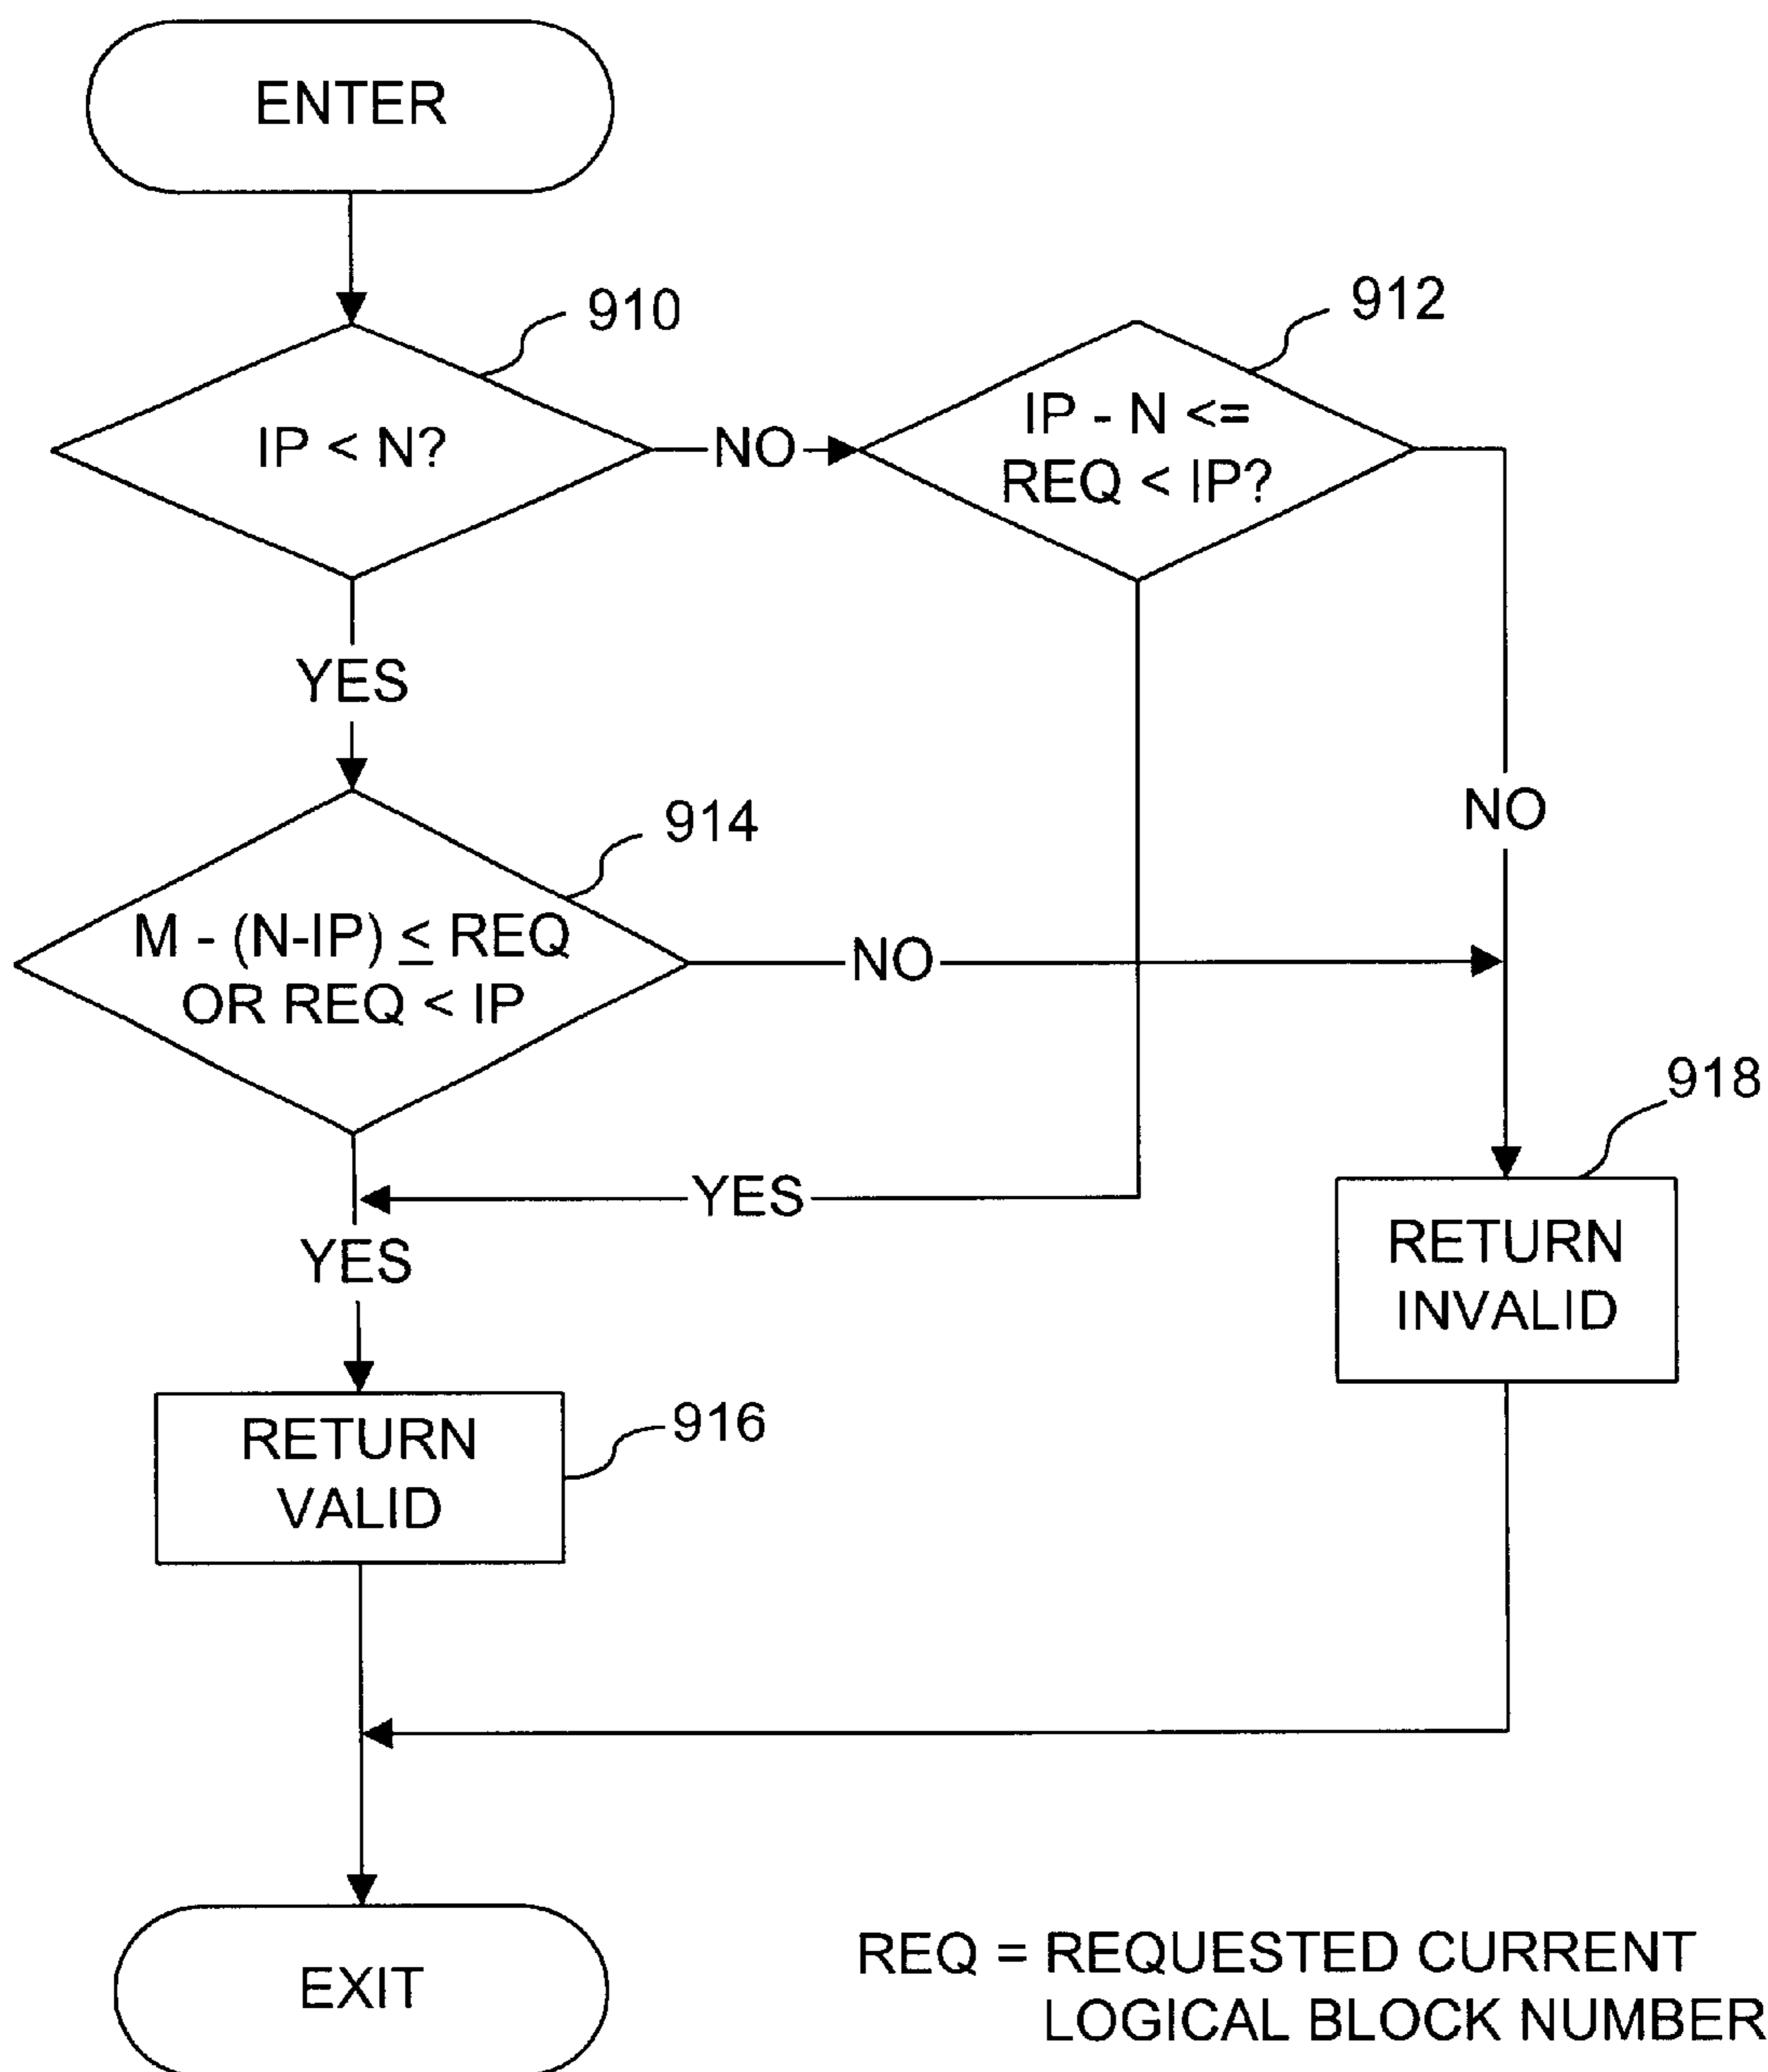 ENTER
910
912
IP < N?
NO
IP - N <=
REQ < IP?
YES
NO
914
M - (N-IP) ≤ REQ
OR REQ < IP
NO
918
YES
YES
RETURN
INVALID
RETURN
VALID
916
EXIT
REQ = REQUESTED CURRENT
LOGICAL BLOCK NUMBER